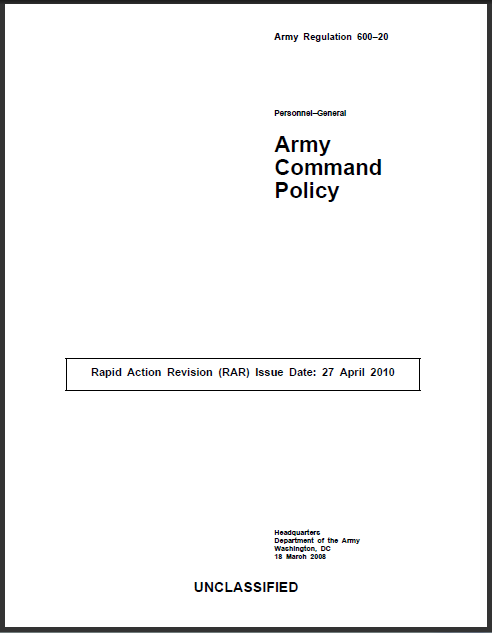 Army Regulation 600–20
Personnel–General
Army
Command
Policy
Rapid Action Revision (RAR) Issue Date: 27 April 2010
Headquarters
Department of the Army
Washington, DC
18 March 2008
UNCLASSIFIED